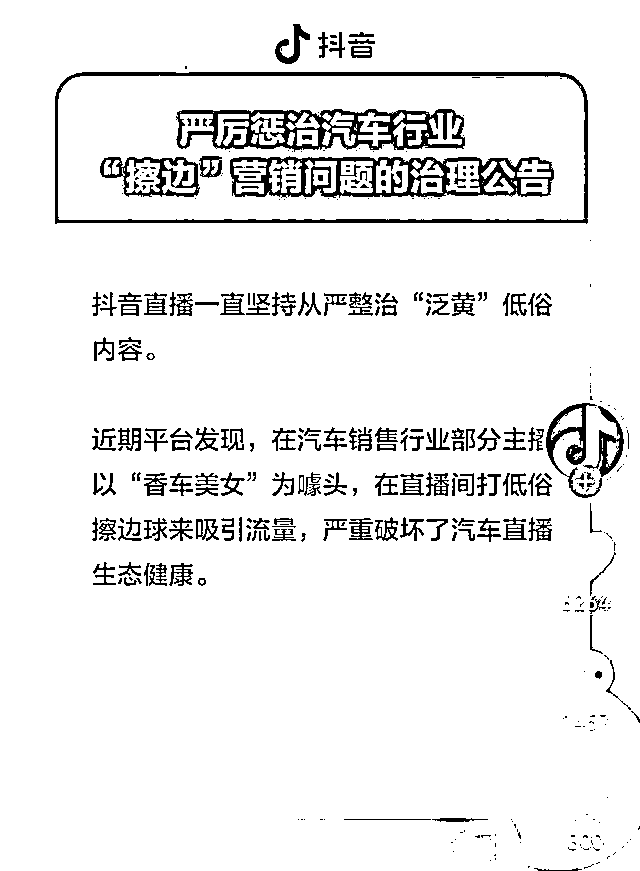 抖音
严厉惩治汽车行业
“擦边”营销问题的治理公告
抖音直播一直坚持从严整治“泛黄”低俗
内容。
近期平台发现，在汽车销售行业部分主播
以“香车美女”为噱头，在直播间打低俗
擦边球来吸引流量，严重破坏了汽车直播
生态健康。